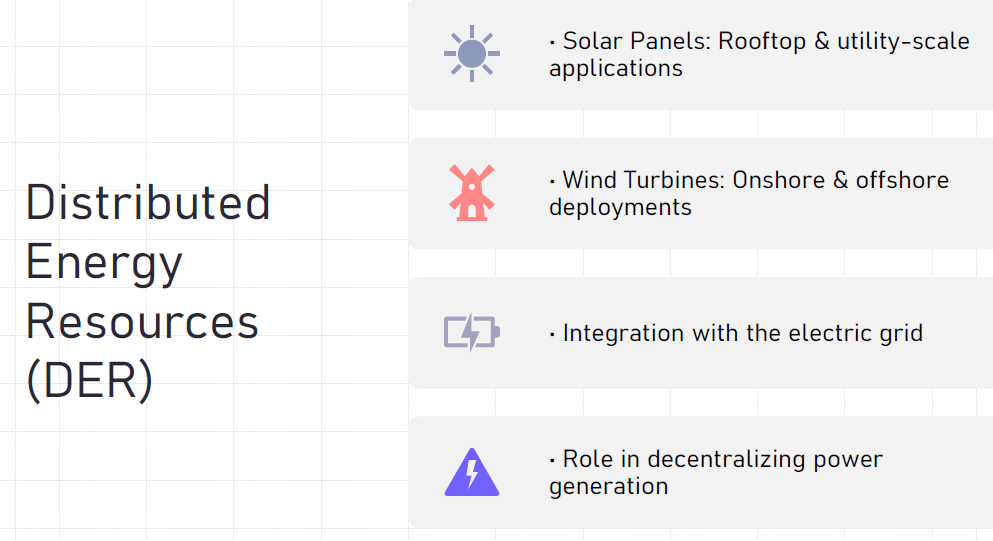 Distributed
Energy
Resources
(DER)
· Solar Panels: Rooftop & utility-scale
applications
· Wind Turbines: Onshore & offshore
deployments
· Integration with the electric grid
· Role in decentralizing power
generation